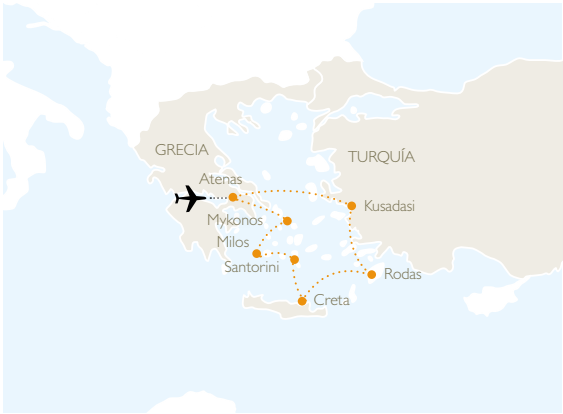 GRECIA
TURQUÍA
Atenas
Kusadasi
Mykonos
Milos
Santorini
Rodas
Creta